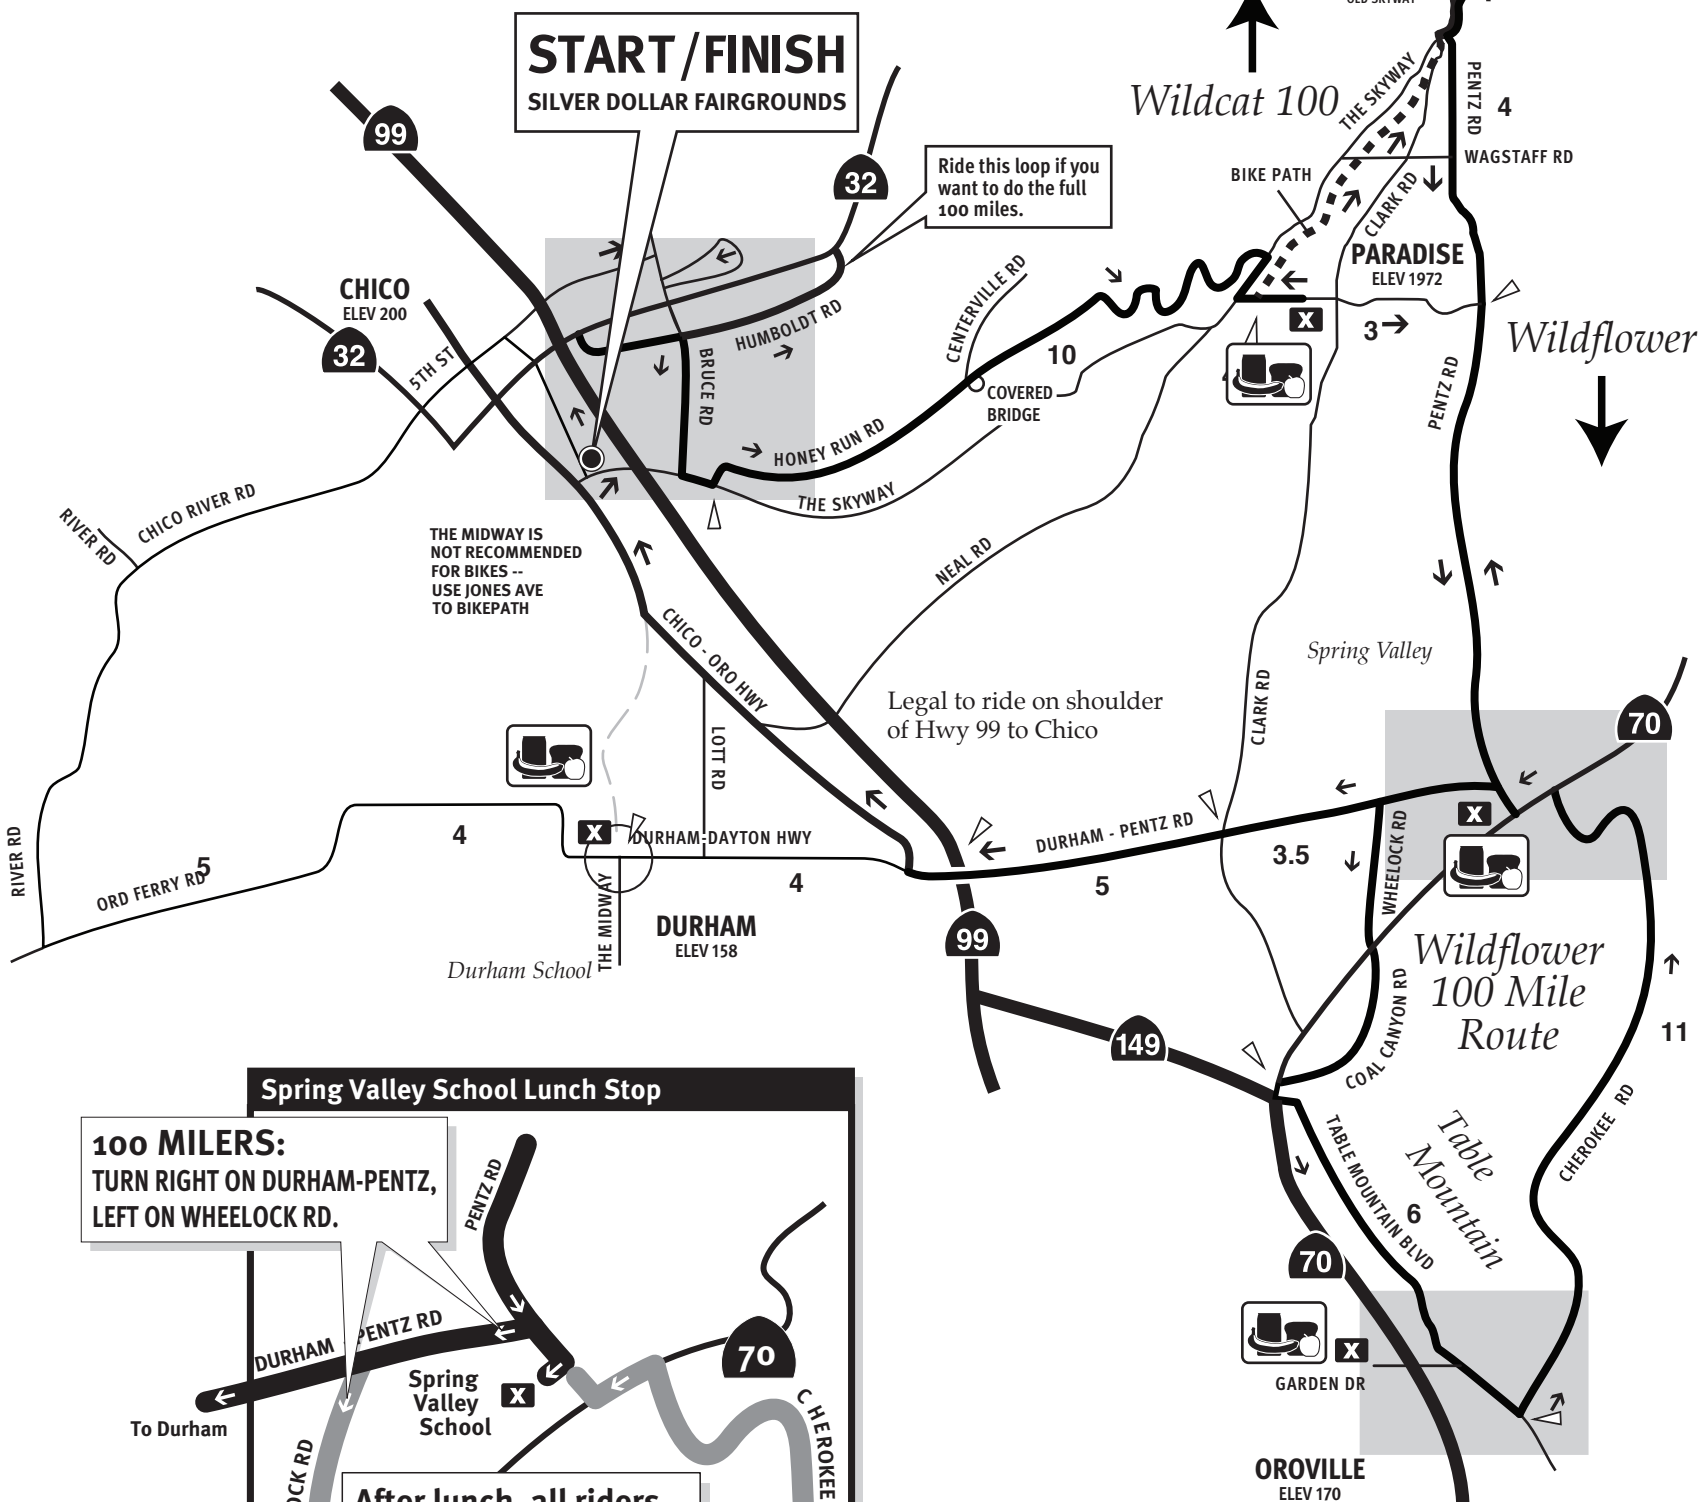 START/FINISH
SILVER DOLLAR FAIRGROUNDS
99
32
Ride this loop if you
want to do the full
100 miles.
Wildcat 100
THE SKYWAY
PENTZ RD
4
WAGSTAFF RD
BIKE PATH
CLARK RD
PARADISE
ELEV 1972
X
3
Wildflower
CHICO
ELEV 200
32
5TH ST
BRUCE RD
HUMBOLDT RD
CENTERVILLE RD
10
COVERED
BRIDGE
HONEY RUN RD
THE SKYWAY
PENTZ RD
RIVER RD
CHICO RIVER RD
THE MIDWAY IS
NOT RECOMMENDED
FOR BIKES --
USE JONES AVE
TO BIKEPATH
NEAL RD
CHICO - ORO HWY
Spring Valley
CLARK RD
Legal to ride on shoulder
of Hwy 99 to Chico
70
LOTT RD
X
DURHAM-DAYTON HWY
4
4
5
ORD FERRY RD
RIVER RD
THE MIDWAY
DURHAM
ELEV 158
Durham School
DURHAM - PENTZ RD
5
3.5
WHEELOCK RD
X
99
149
COAL CANYON RD
Wildflower
100 Mile
Route
11
CHEROKEE RD
Table
Mountain
TABLE MOUNTAIN BLVD
6
70
X
GARDEN DR
OROVILLE
ELEV 170
Spring Valley School Lunch Stop
100 MILERS:
TURN RIGHT ON DURHAM-PENTZ,
LEFT ON WHEELOCK RD.
PENTZ RD
DURHAM - PENTZ RD
70
Spring
Valley
School
X
To Durham
CHEROKEE
OCK RD
After lunch, all riders